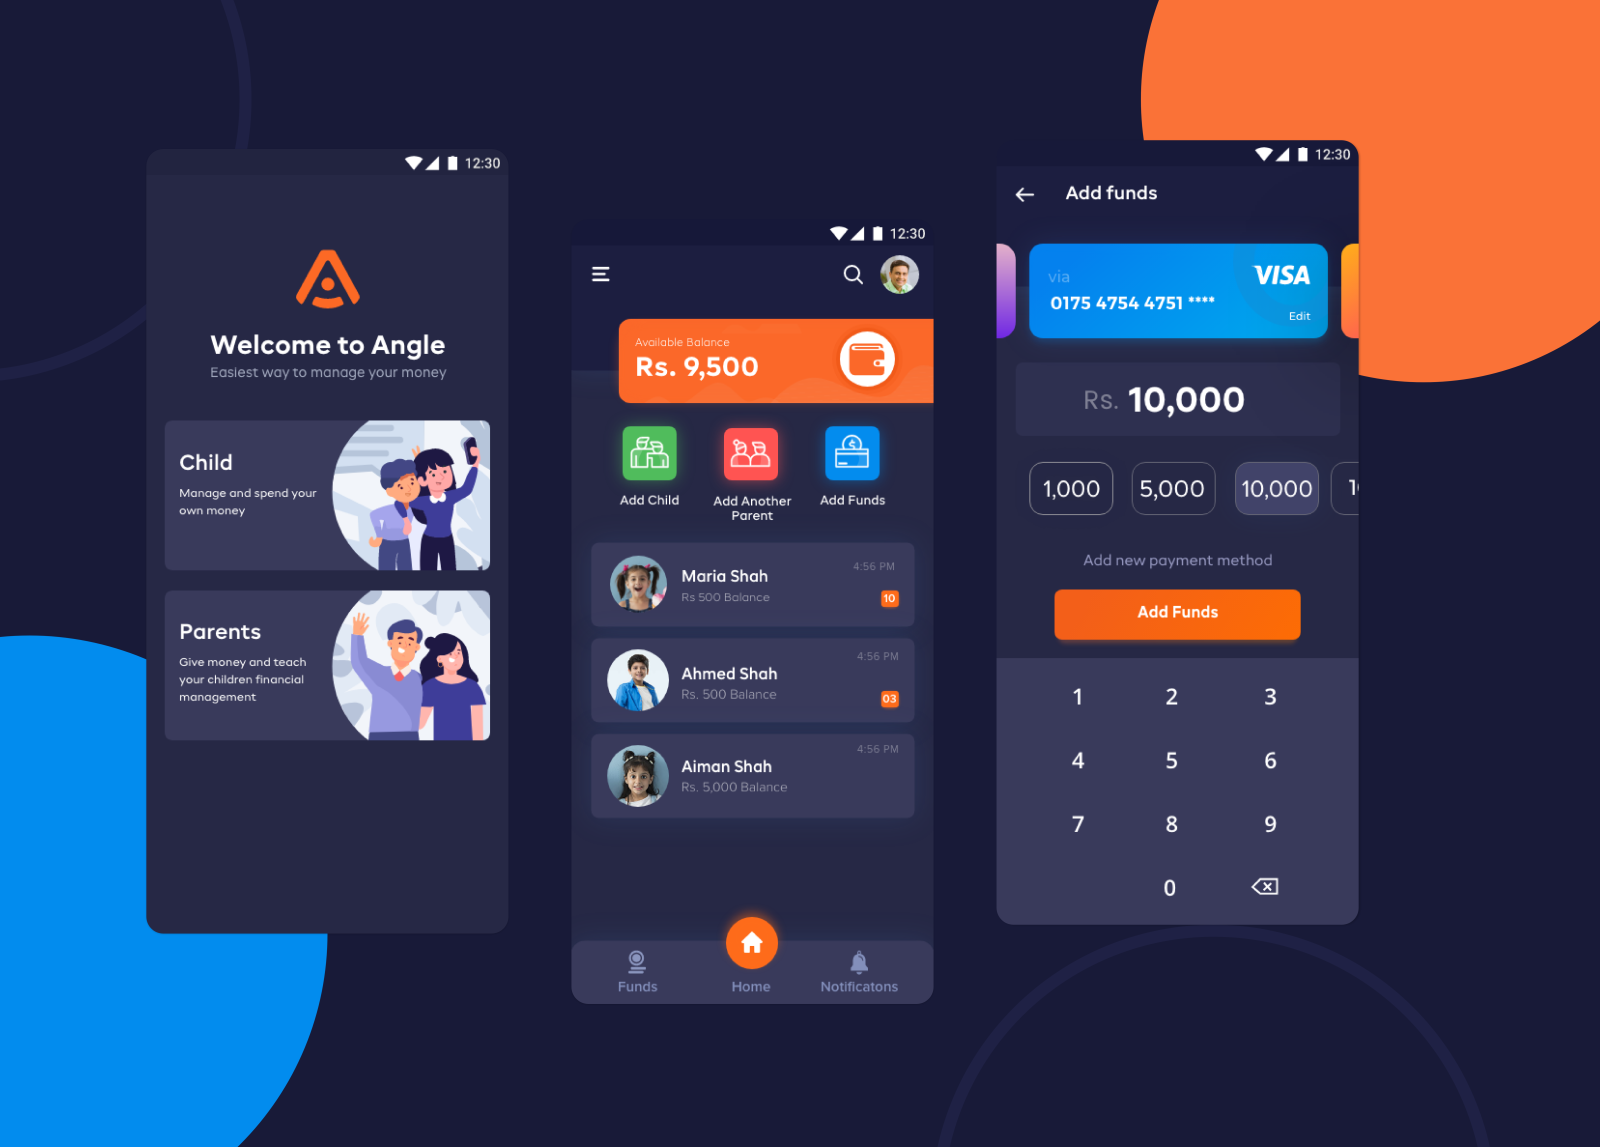 12:30
Welcome to Angle
Easiest way to manage your money
Child
Manage and spend your
own money
Parents
Give money and teach
your children financial
management
12:30
Available Balance
Rs. 9,500
Add Child
Add Another
Parent
Add Funds
Maria Shah
4:56 PM
Rs 500 Balance
10
Ahmed Shah
4:56 PM
Rs. 500 Balance
03
Aiman Shah
4:56 PM
Rs. 5,000 Balance
Funds
Home
Notificatons
12:30
Add funds
via
VISA
0175 4754 4751 ****
Edit
Rs. 10,000
1,000
5,000
10,000
Add new payment method
Add Funds
1 2 3
4 5 6
7 8 9
0